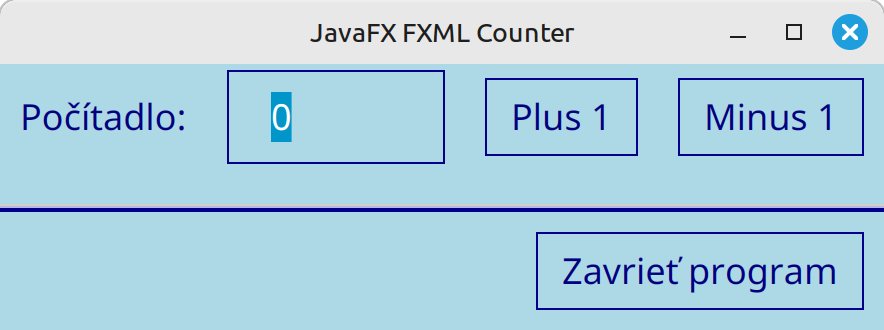 JavaFX FXML Counter
Počítadlo: 0 Plus 1 Minus 1
Zavrieť program